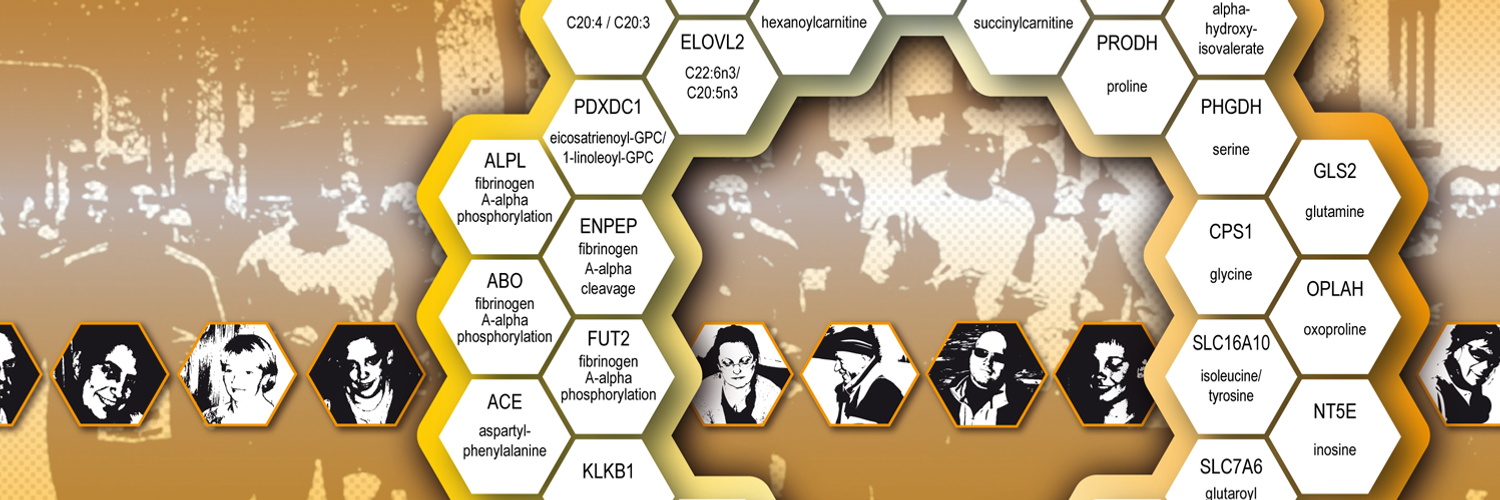 C20:4 / C20:3
ELOVL2
C22:6n3/
C20:5n3
hexanoylcarnitine
succinylcarnitine
PRODH
proline
alpha-
hydroxy-
isovalerate
PDXDC1
eicosatrienoyl-GPC/
1-linoleoyl-GPC
PHGDH
serine
ALPL
fibrinogen
A-alpha
phosphorylation
GLS2
glutamine
ENPEP
fibrinogen
A-alpha
cleavage
CPS1
glycine
ABO
fibrinogen
A-alpha
phosphorylation
OPLAH
oxoproline
FUT2
fibrinogen
A-alpha
phosphorylation
SLC16A10
isoleucine/
tyrosine
ACE
aspartyl-
phenylalanine
NT5E
inosine
KLKB1
SLC7A6
glutaroyl